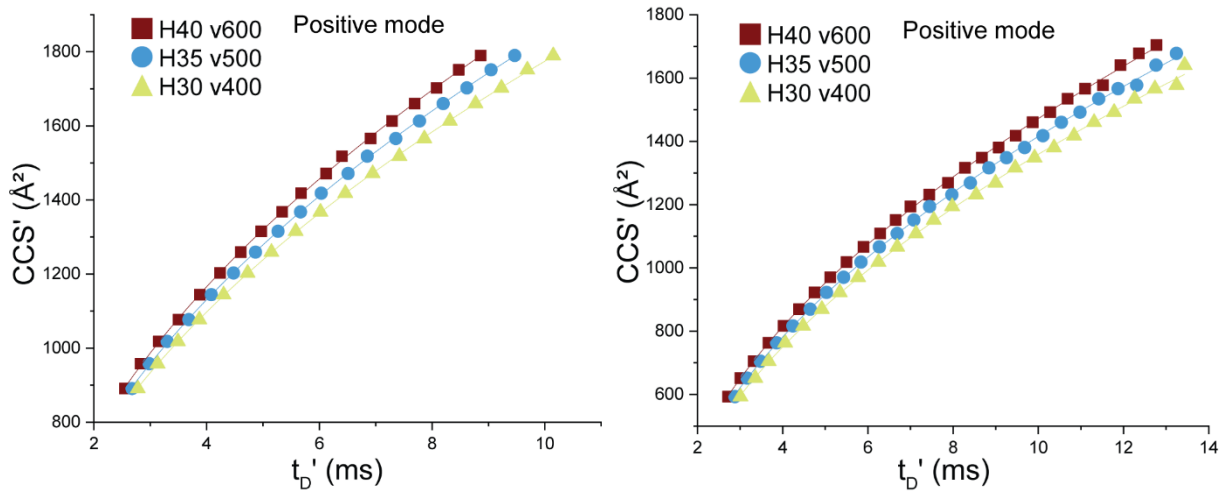 Positive mode
H40 v600
H35 v500
H30 v400
CCS' (Å²)
1800
1600
1400
1200
1000
800
2
4
6
8
10
t_D' (ms)
Positive mode
H40 v600
H35 v500
H30 v400
CCS' (Å²)
1800
1600
1400
1200
1000
800
600
2
4
6
8
10
12
14
t_D' (ms)